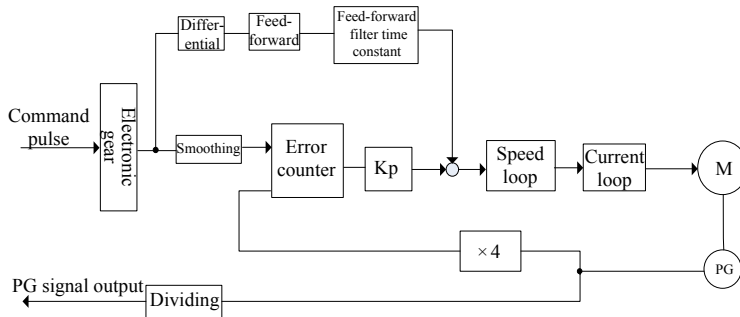 Differ-
ential
Feed-
forward
Feed-forward
filter time
constant
Command
pulse
Electronic
gear
Smoothing
Error
counter
Kp
Speed
loop
Current
loop
M
×4
PG
PG signal output
Dividing